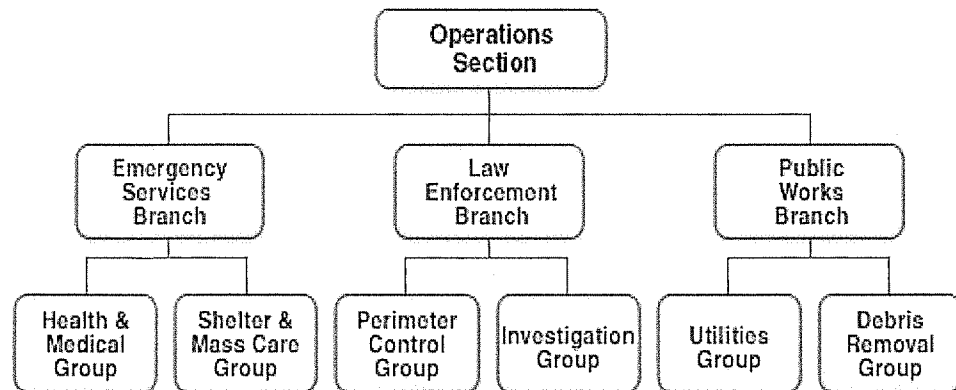 Operations
Section
Emergency
Services
Branch
Law
Enforcement
Branch
Public
Works
Branch
Health &
Medical
Group
Shelter &
Mass Care
Group
Perimeter
Control
Group
Investigation
Group
Utilities
Group
Debris
Removal
Group